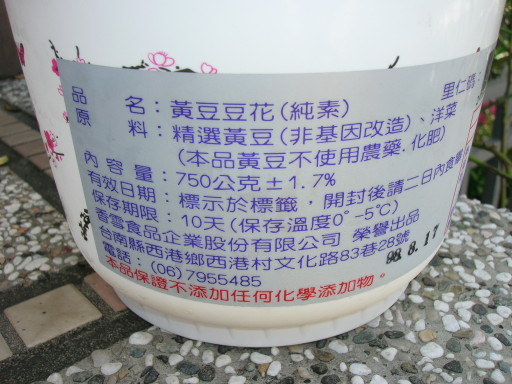 里仁碼:
品名:黃豆豆花(純素)
原料:精選黃豆(非基因改造)、洋菜
(本品黃豆不使用農藥.化肥)
內容量:750公克±1.7%
有效日期:標示於標籤,開封後請二日內食
保存期限:10天(保存溫度0°-5℃)
香雪食品企業股份有限公司 榮譽出品
台南縣西港鄉西港村文化路83巷28號
電話:(06)7955485
98.8.17
本品保證不添加任何化學添加物。